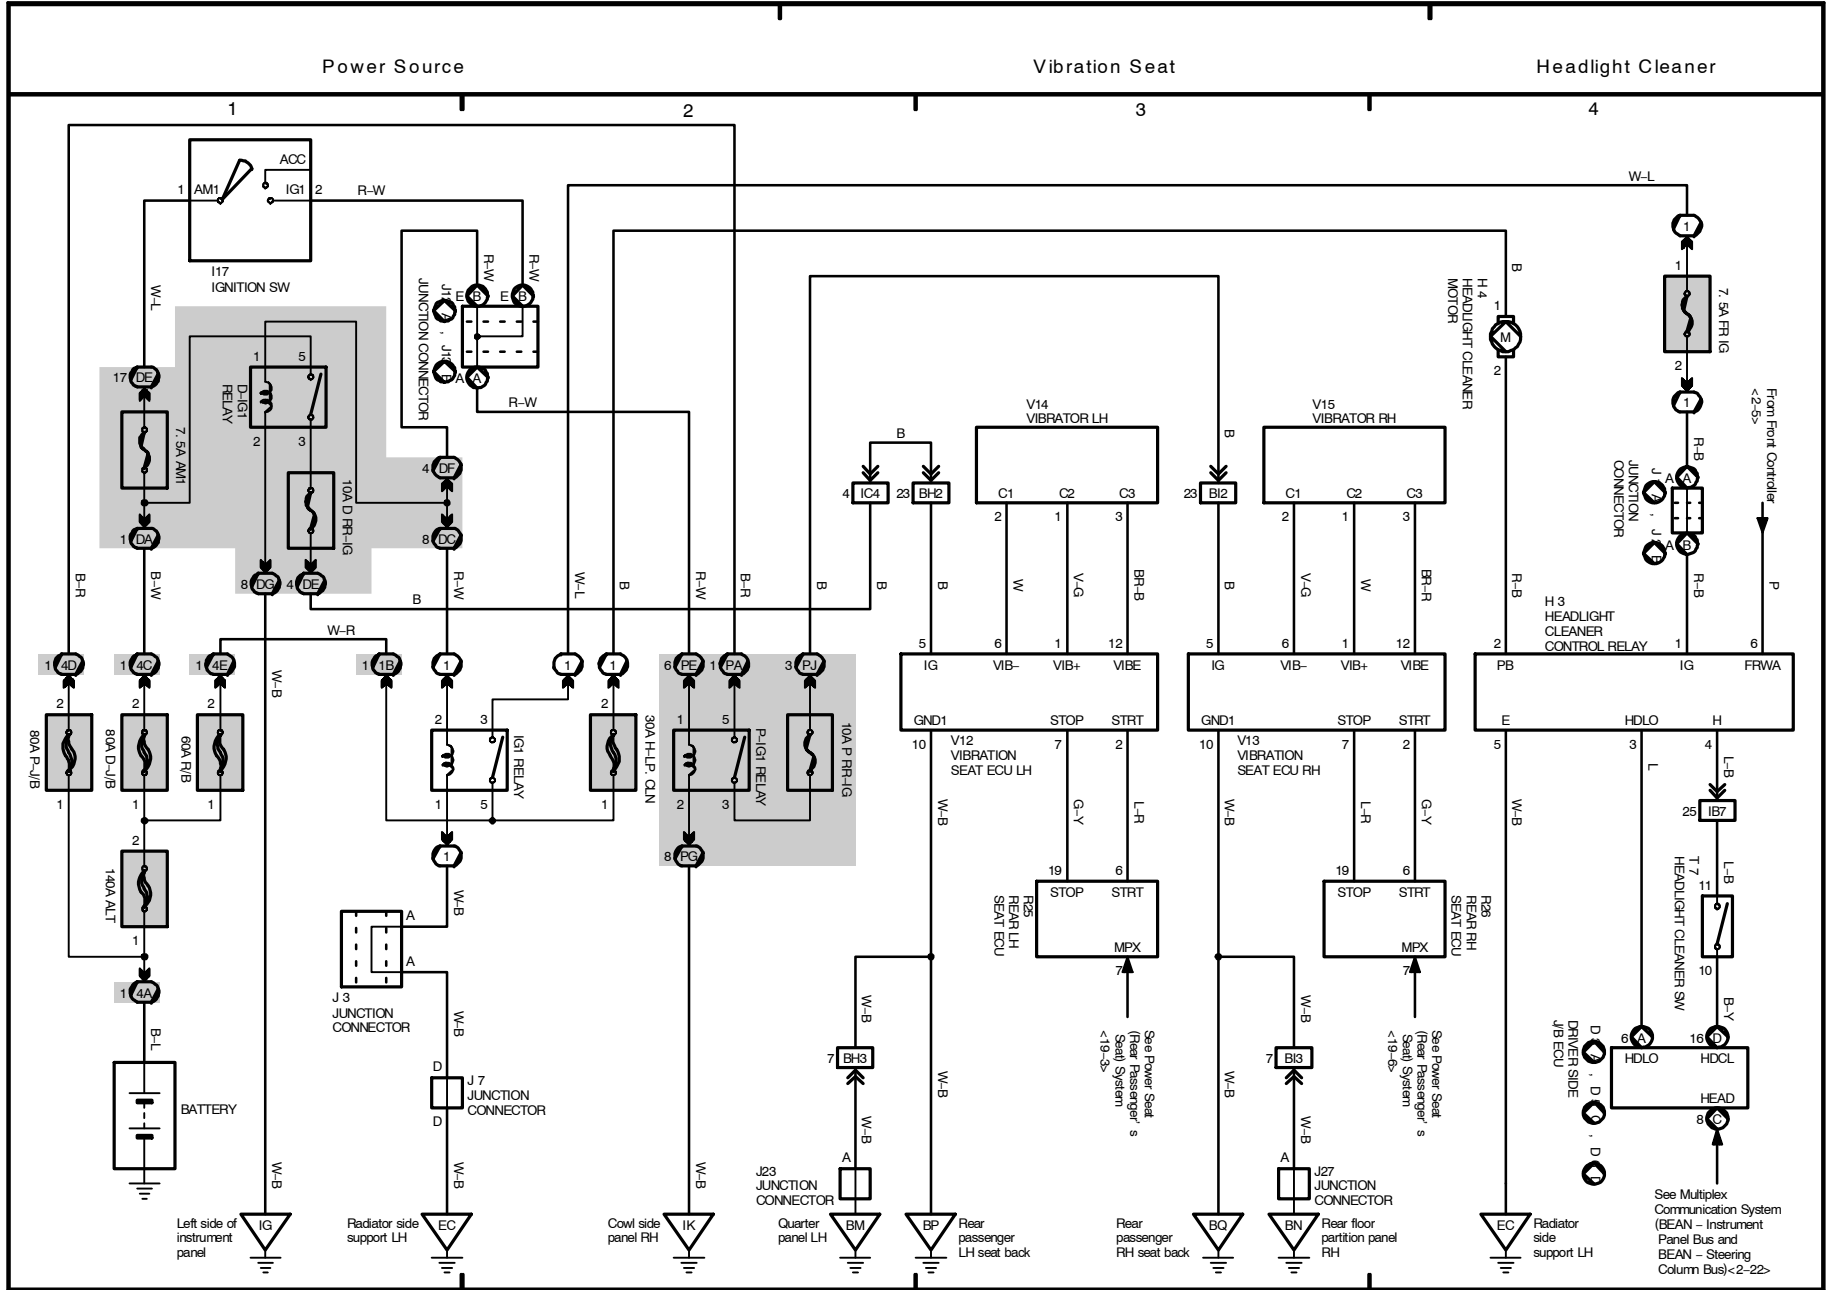 Power Source
Vibration Seat
Headlight Cleaner
1
2
3
4
ACC
1
AM1
IG1
2
R–W
I17
IGNITION SW
W–L
R–W
R–W
E
B
E
B
A
A
JUNCTION CONNECTOR
R–W
17
DE
7. 5A AM1
1
DA
1
5
D–IG1
RELAY
2
3
10A D RR–IG
8
DG
4
DE
4
DF
8
DC
B–R
B–W
R–W
W–L
B
R–W
B–R
B
B
W–R
W–B
1
4D
1
4C
1
4E
1
1B
1
1
1
6
PE
1
PA
3
PJ
2
80A P–J/B
1
2
80A D–J/B
1
2
60A R/B
1
2
140A ALT
1
1
4A
B–L
BATTERY
2
3
IG1 RELAY
1
5
1
2
30A H–LP. CLN
1
1
5
P–IG1 RELAY
2
3
10A P RR–IG
8
PG
W–B
A
A
J 3
JUNCTION
CONNECTOR
W–B
D
J 7
JUNCTION
CONNECTOR
D
W–B
W–B
W–B
Left side of
instrument
panel
IG
Radiator side
support LH
EC
Cowl side
panel RH
IK
B
4
IC4
23
BH2
B
B
V14
VIBRATOR LH
C1
C2
C3
2
1
3
W
V–G
BR–B
5
6
1
12
IG
VIB–
VIB+
VIBE
GND1
STOP
STRT
10
7
2
V12
VIBRATION
SEAT ECU LH
W–B
G–Y
L–R
19
6
STOP
STRT
R25
REAR LH
SEAT ECU
MPX
7
See Power Seat
(Rear Passenger' s
Seat) System
<19–3>
W–B
7
BH3
W–B
W–B
A
J23
JUNCTION
CONNECTOR
Quarter
panel LH
BM
BP
Rear
passenger
LH seat back
B
23
BI2
B
V15
VIBRATOR RH
C1
C2
C3
2
1
3
V–G
W
BR–R
5
6
1
12
IG
VIB–
VIB+
VIBE
GND1
STOP
STRT
10
7
2
V13
VIBRATION
SEAT ECU RH
W–B
L–R
G–Y
19
6
STOP
STRT
R26
REAR RH
SEAT ECU
MPX
7
See Power Seat
(Rear Passenger' s
Seat) System
<19–6>
W–B
7
BI3
W–B
W–B
A
J27
JUNCTION
CONNECTOR
Rear
passenger
RH seat back
BQ
BN
Rear floor
partition panel
RH
W–L
1
1
7. 5A FR IG
2
1
R–B
A
A
JUNCTION
CONNECTOR
A
B
R–B
From Front Controller
<2–5>
P
B
H 4
HEADLIGHT CLEANER
MOTOR
1
M
2
R–B
H 3
HEADLIGHT
CLEANER
CONTROL RELAY
2
1
6
PB
IG
FRWA
E
HDLO
H
5
3
4
W–B
L
L–B
25
IB7
L–B
T 7
HEADLIGHT CLEANER SW
11
10
B–Y
6
A
16
D
HDLO
HDCL
HEAD
DRIVER SIDE
J/B ECU
8
C
See Multiplex
Communication System
(BEAN – Instrument
Panel Bus and
BEAN – Steering
Column Bus)<2–22>
EC
Radiator
side
support LH